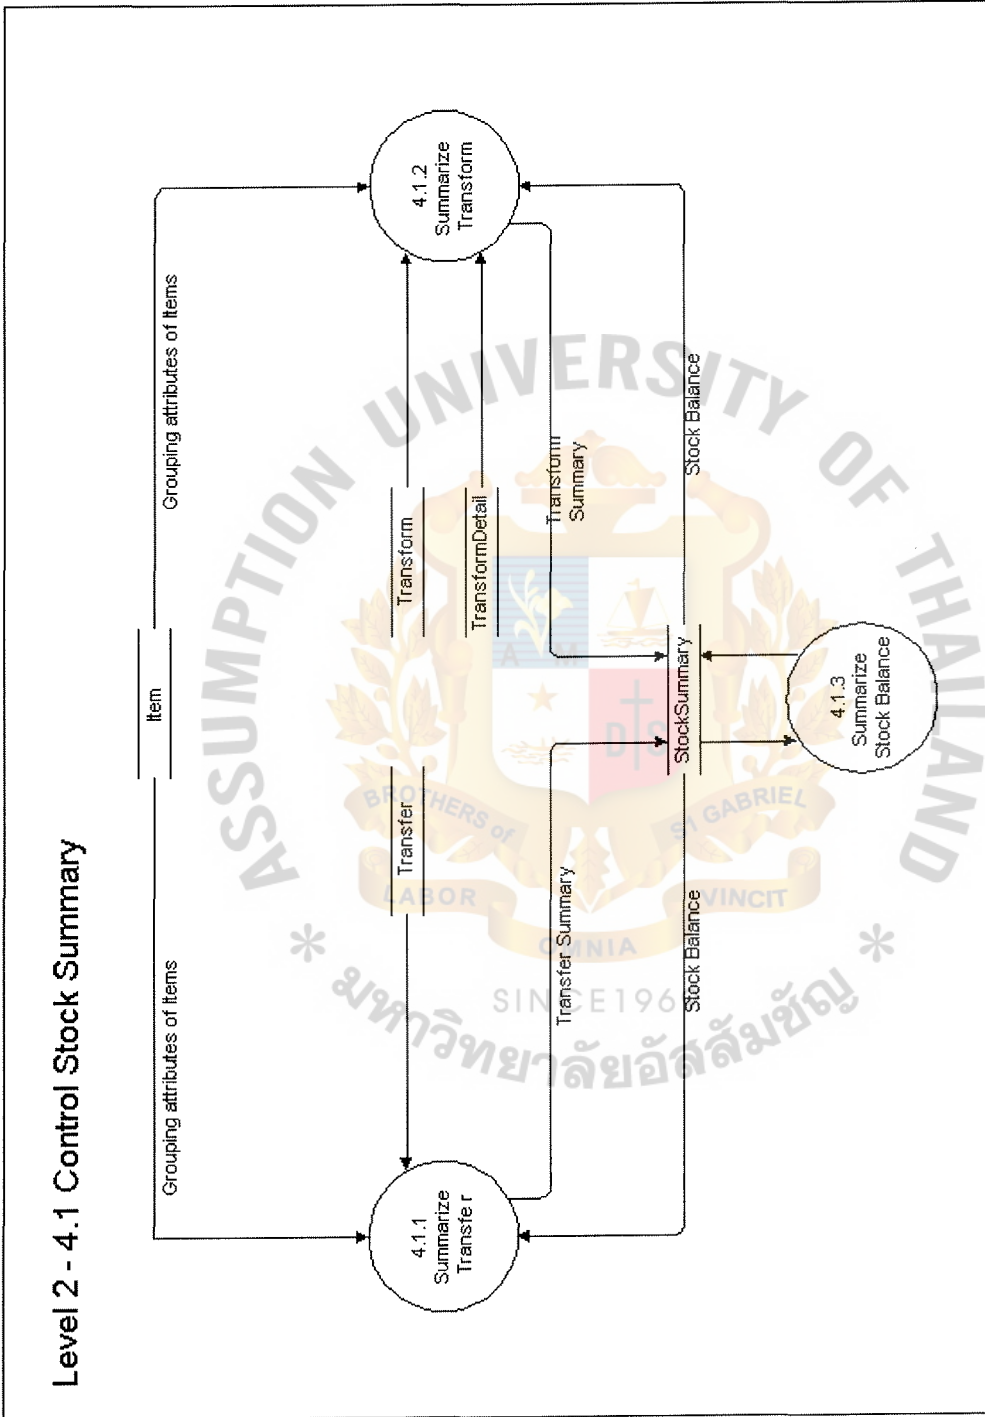 Level 2 - 4.1 Control Stock Summary
Grouping attributes of Items
Item
Grouping attributes of Items
4.1.1
Summarize
Transfer
Transfer
Transform
TransformDetail
4.1.2
Summarize
Transform
Transfer Summary
Transform
Summary
Stock Balance
StockSummary
Stock Balance
4.1.3
Summarize
Stock Balance
ASSUMPTION UNIVERSITY OF THAILAND
A M
D S
BROTHERS of
ST GABRIEL
LABOR
OMNIA
VINCIT
SINCE 196
มหาวิทยาลัยอัสสัมชัญ